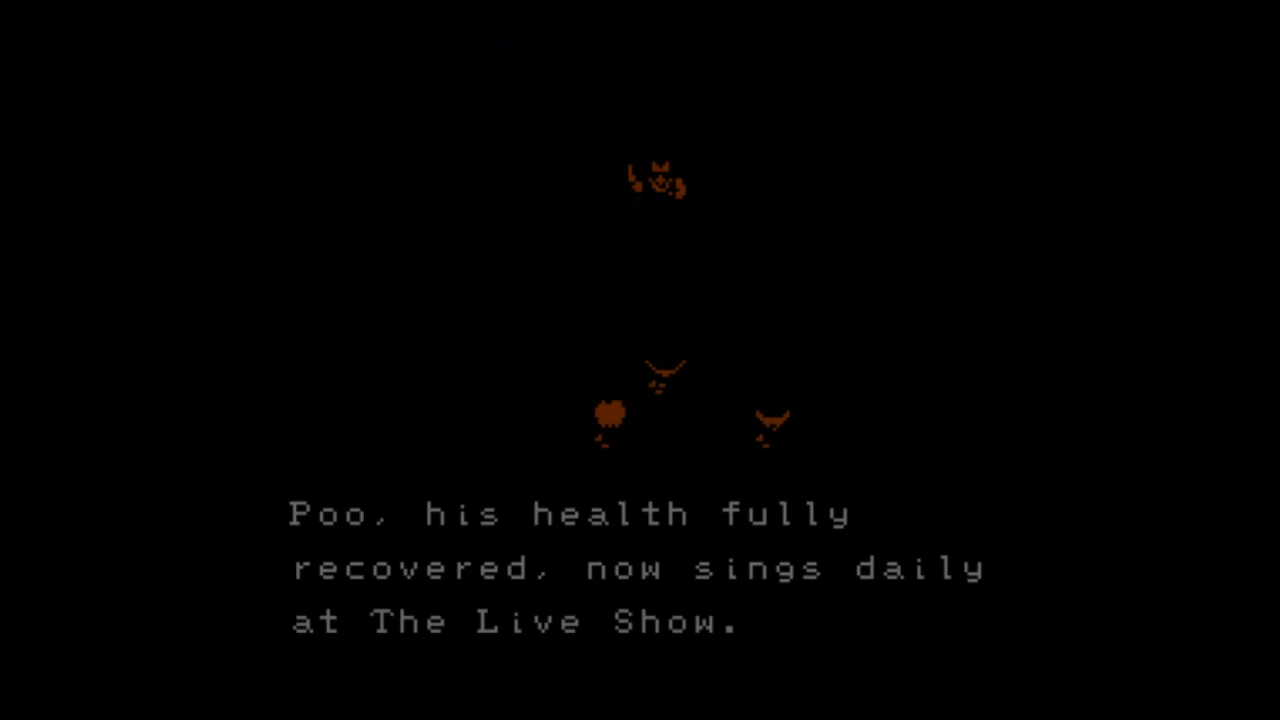 Poo, his health fully
recovered, now sings daily
at The Live Show.